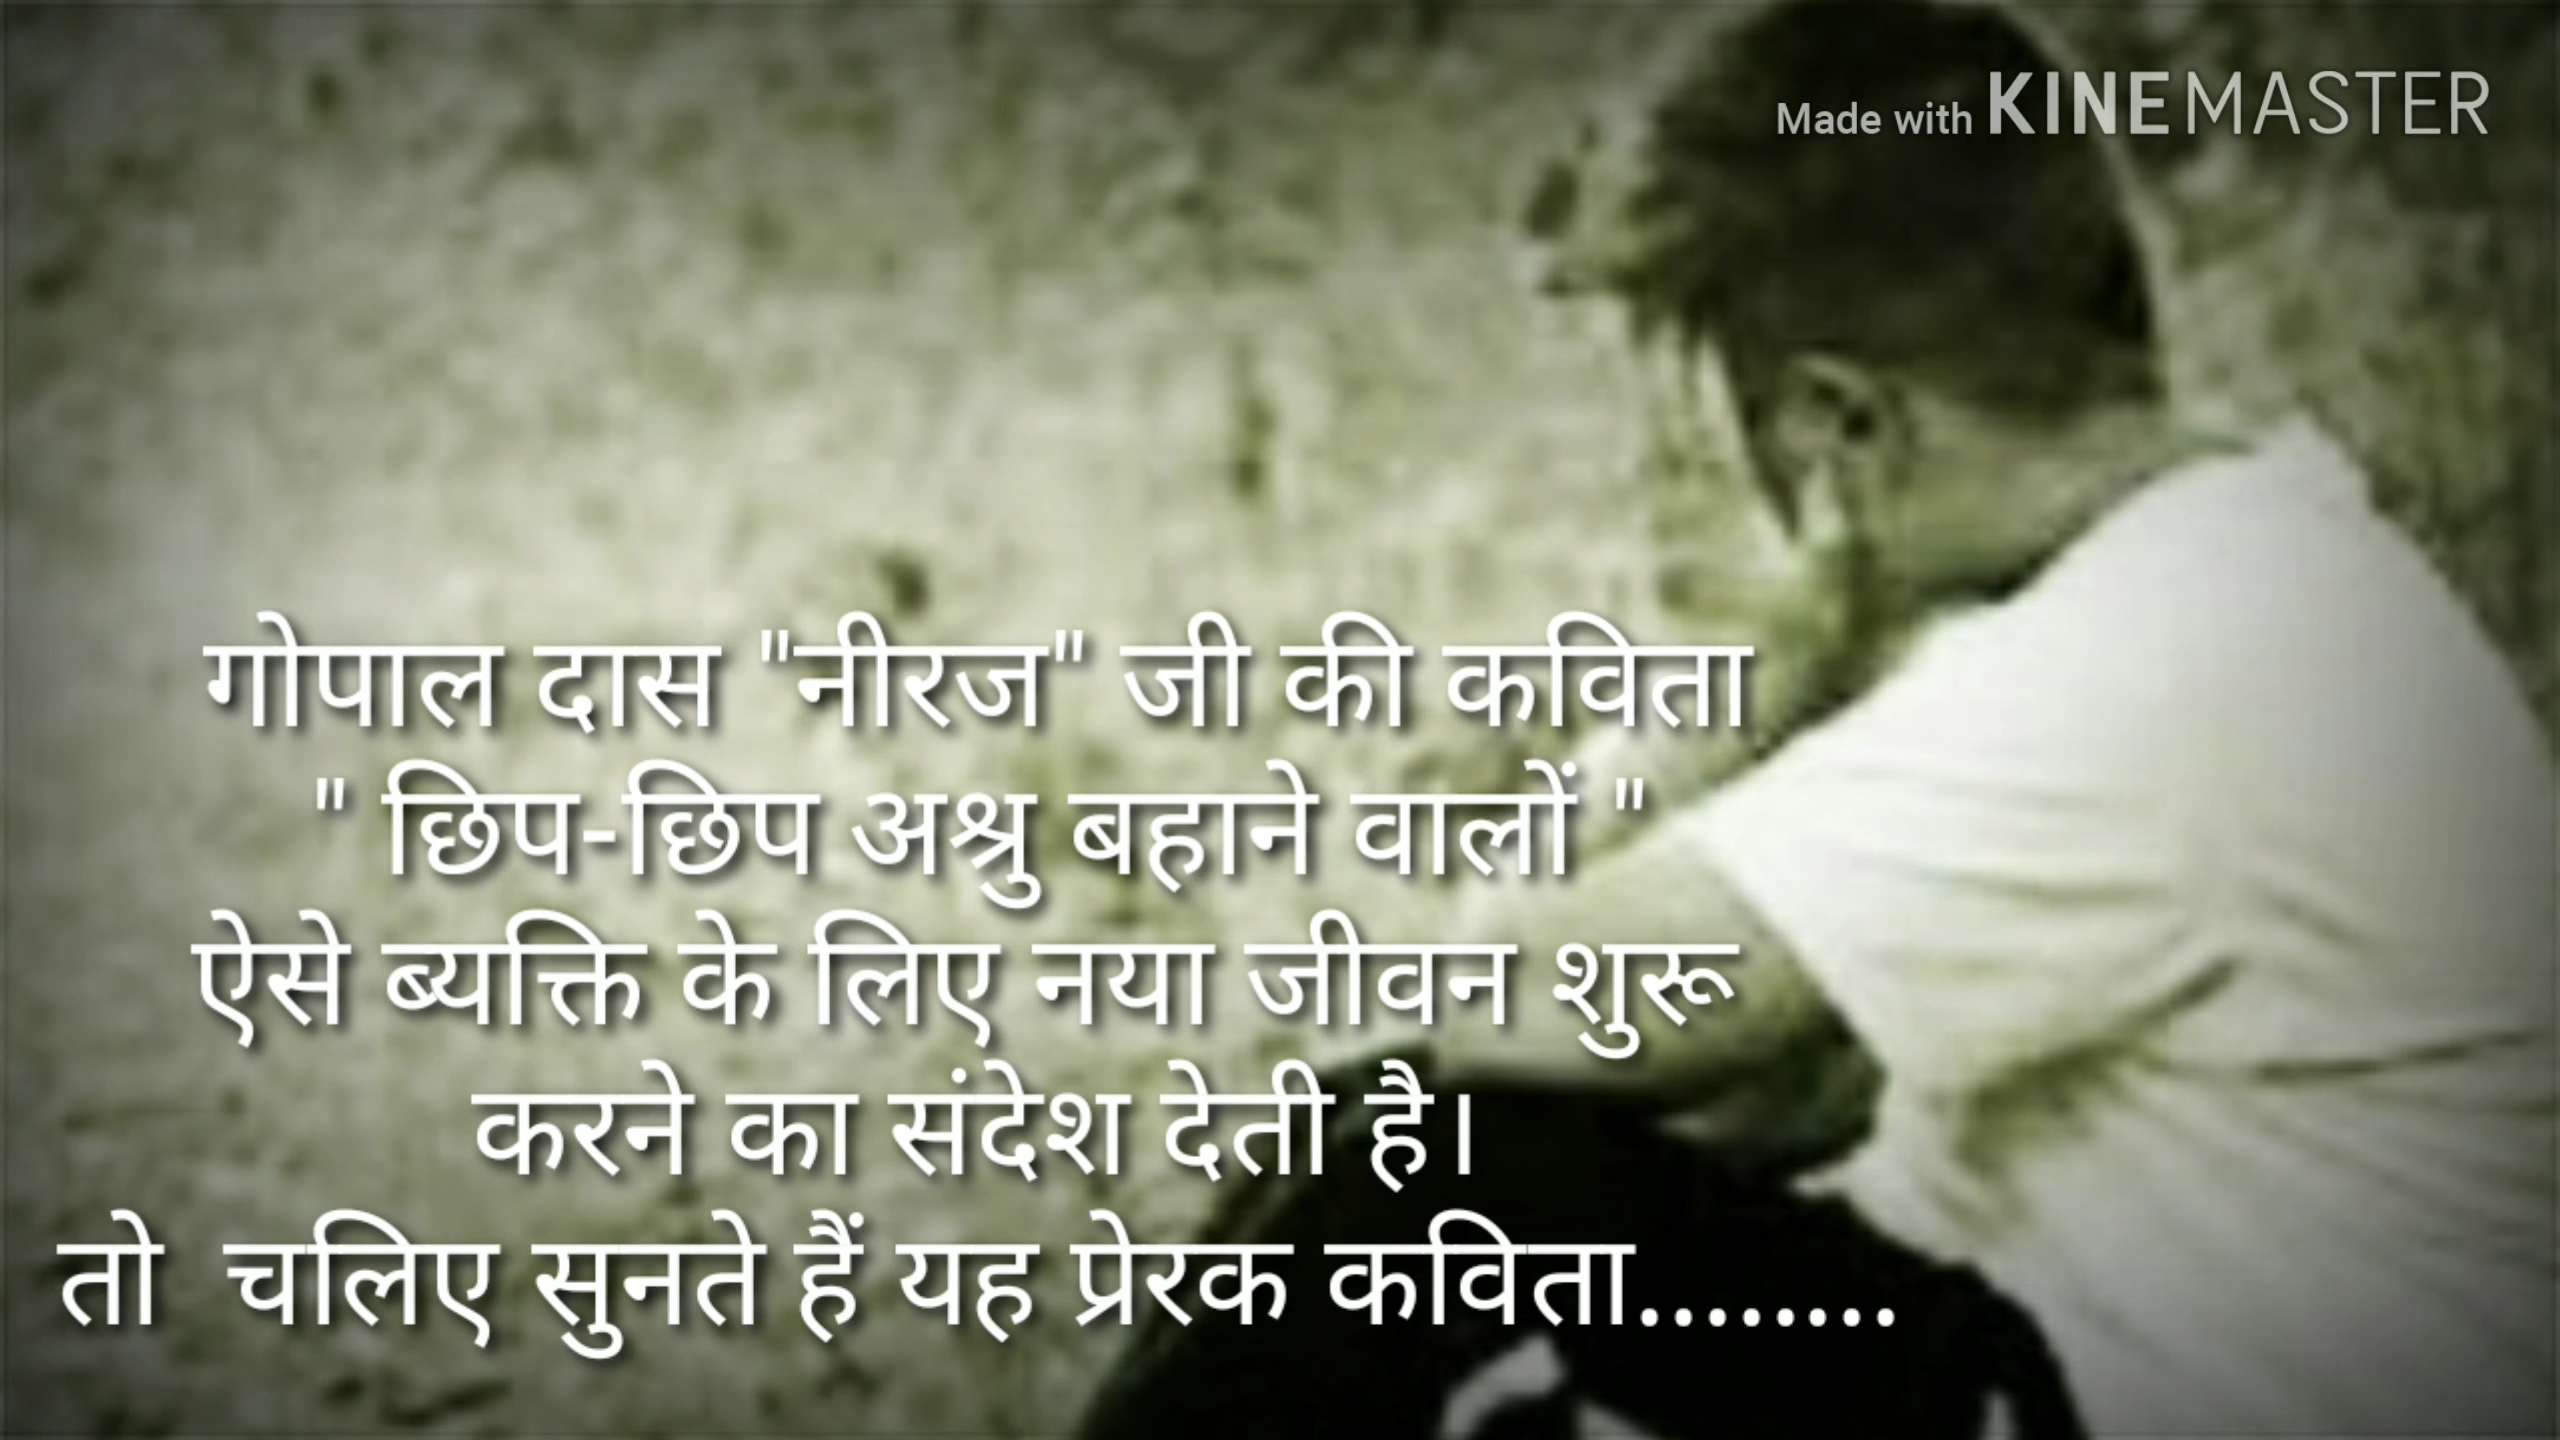 Made with KINEMASTER
गोपाल दास "नीरज" जी की कविता
" छिप-छिप अश्रु बहाने वालों "
ऐसे ब्यक्ति के लिए नया जीवन शुरू
करने का संदेश देती है।
तो चलिए सुनते हैं यह प्रेरक कविता........